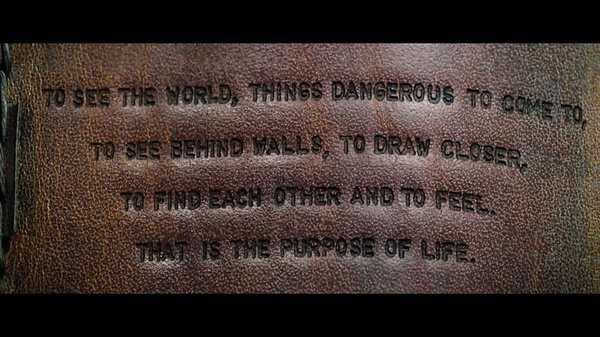 TO SEE THE WORLD, THINGS DANGEROUS TO COME TO,
TO SEE BEHIND WALLS, TO DRAW CLOSER,
TO FIND EACH OTHER AND TO FEEL.
THAT IS THE PURPOSE OF LIFE.